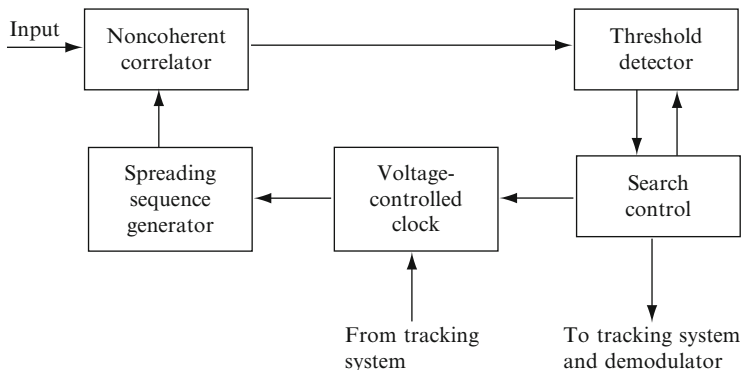 Input
Noncoherent
correlator
Threshold
detector
Spreading
sequence
generator
Voltage-
controlled
clock
Search
control
From tracking
system
To tracking system
and demodulator